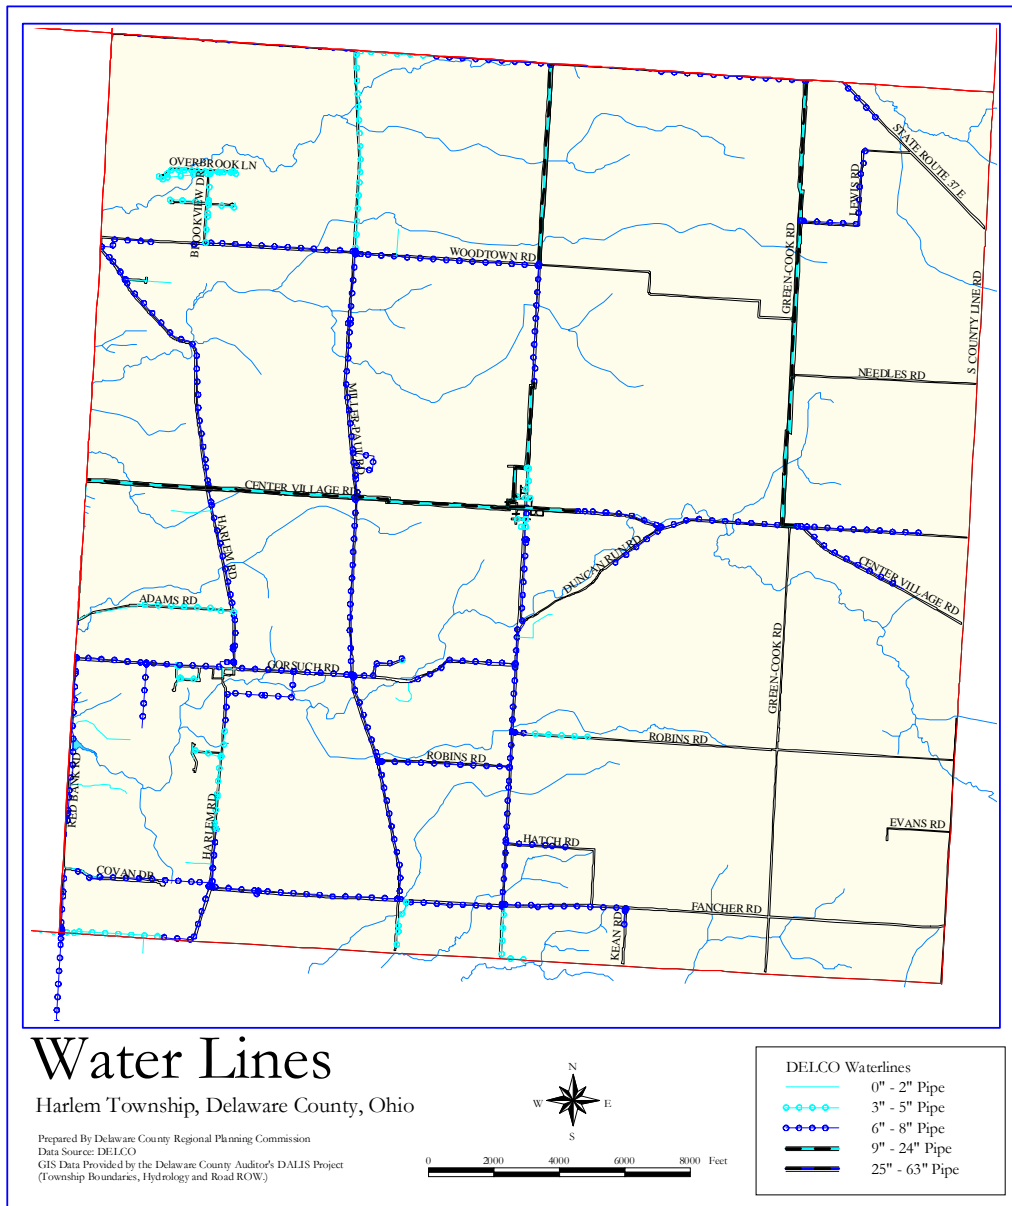 OVERBROOK LN
BROOKVIEW DR
STATE ROUTE 37 E
LEWIS RD
WOODTOWN RD
GREEN-COOK RD
S COUNTY LINE RD
NEEDLES RD
MILLER-PAUL RD
CENTER VILLAGE RD
HARLEM RD
DUNCAN RUN RD
CENTER VILLAGE RD
ADAMS RD
GORSUCH RD
GREEN-COOK RD
ROBINS RD
ROBINS RD
RED BANK RD
HARLEM RD
EVANS RD
HATCH RD
COVAN DR
FANCHER RD
KEAN RD
Water Lines
Harlem Township, Delaware County, Ohio
Prepared By Delaware County Regional Planning Commission
Data Source: DELCO
GIS Data Provided by the Delaware County Auditor's DALIS Project
(Township Boundaries, Hydrology and Road ROW.)
N
W E
S
0 2000 4000 6000 8000 Feet
DELCO Waterlines
0" - 2" Pipe
3" - 5" Pipe
6" - 8" Pipe
9" - 24" Pipe
25" - 63" Pipe